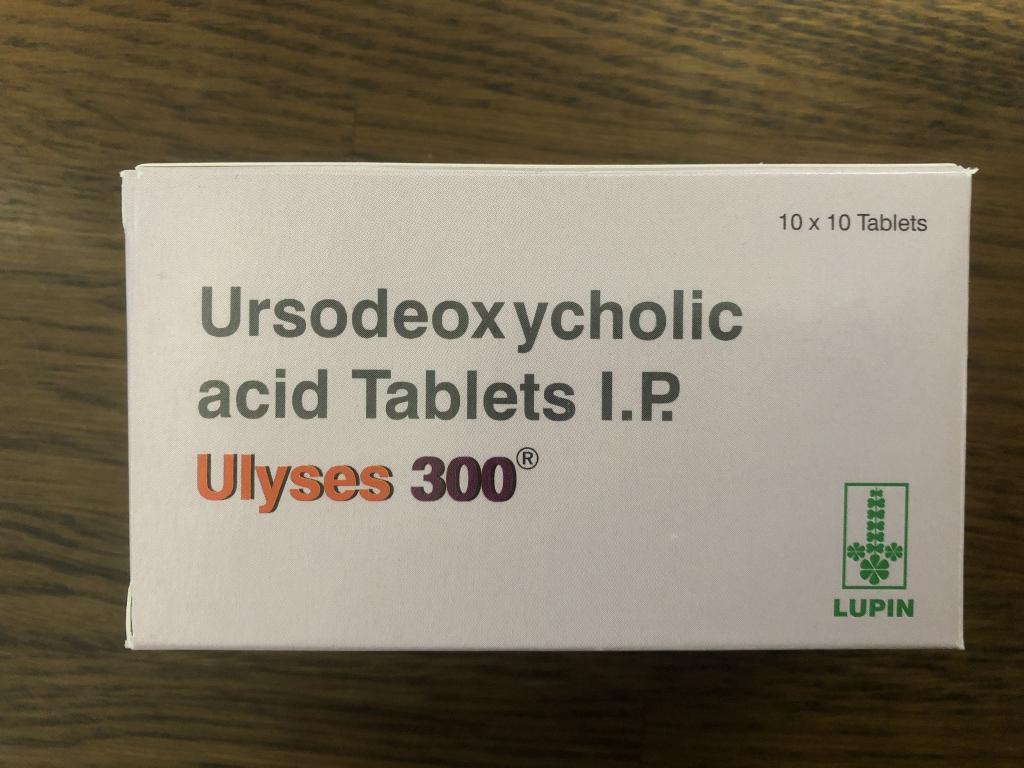 10 x 10 Tablets
Ursodeoxycholic
acid Tablets I.P.
Ulyses 300®
LUPIN